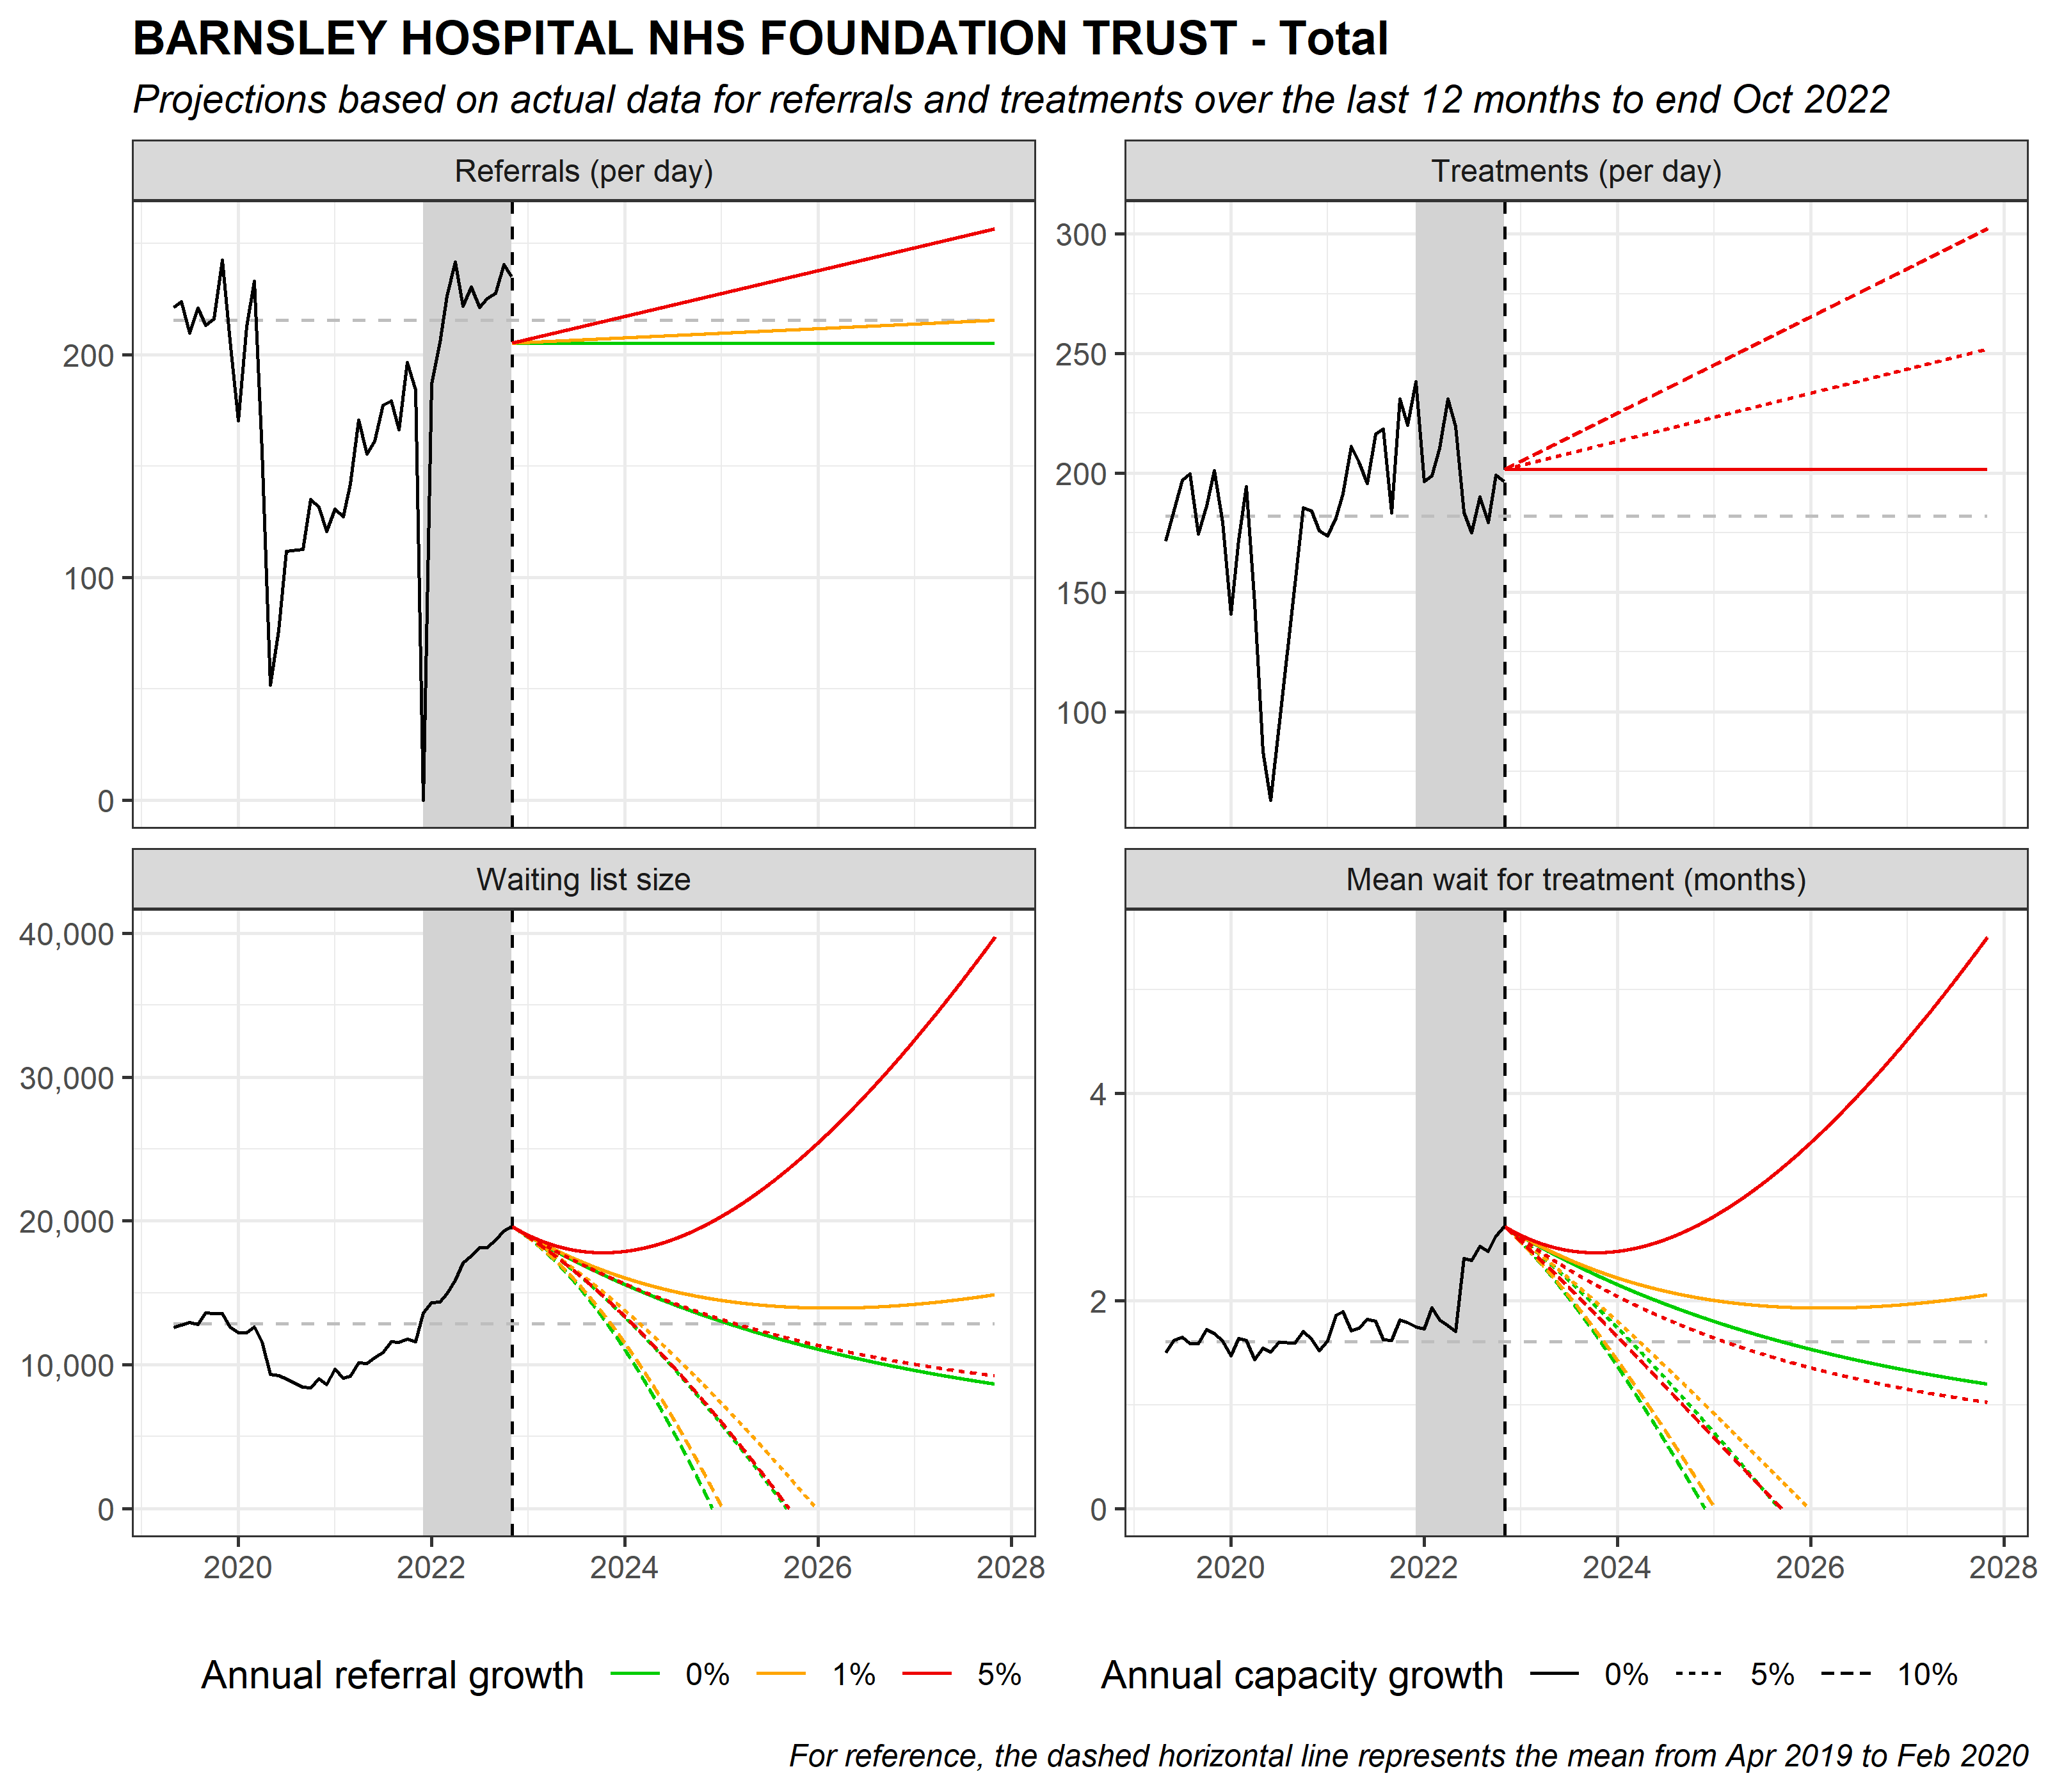 BARNSLEY HOSPITAL NHS FOUNDATION TRUST - Total
Projections based on actual data for referrals and treatments over the last 12 months to end Oct 2022
Referrals (per day)
200
100
0
Treatments (per day)
300
250
200
150
100
Waiting list size
40,000
30,000
20,000
10,000
0
2020 2022 2024 2026 2028
Mean wait for treatment (months)
4
2
0
2020 2022 2024 2026 2028
Annual referral growth 0% 1% 5%
Annual capacity growth 0% 5% 10%
For reference, the dashed horizontal line represents the mean from Apr 2019 to Feb 2020